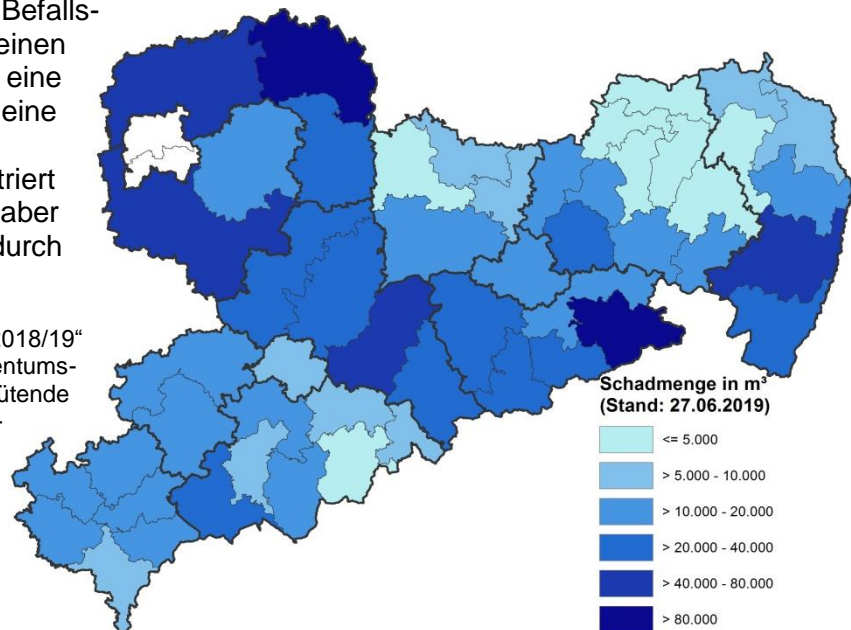 Befalls-
einen
eine
eine
triert
aber
durch
2018/19“
entums-
ütende
Schadmenge in m³
(Stand: 27.06.2019)
<= 5.000
> 5.000 - 10.000
> 10.000 - 20.000
> 20.000 - 40.000
> 40.000 - 80.000
> 80.000